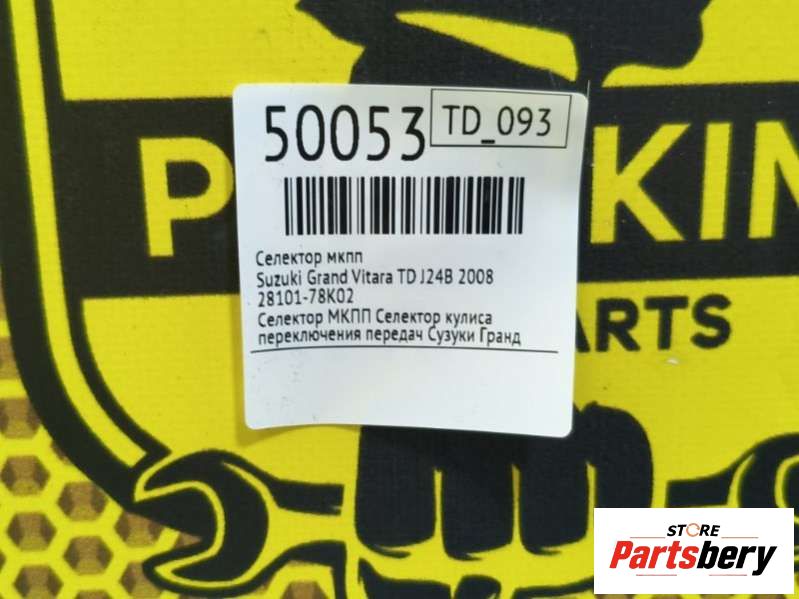 50053
TD_093
Селектор мкпп
Suzuki Grand Vitara TD J24B 2008
28101-78K02
Селектор МКПП Селектор кулиса
переключения передач Сузуки Гранд
STORE
Partsbery